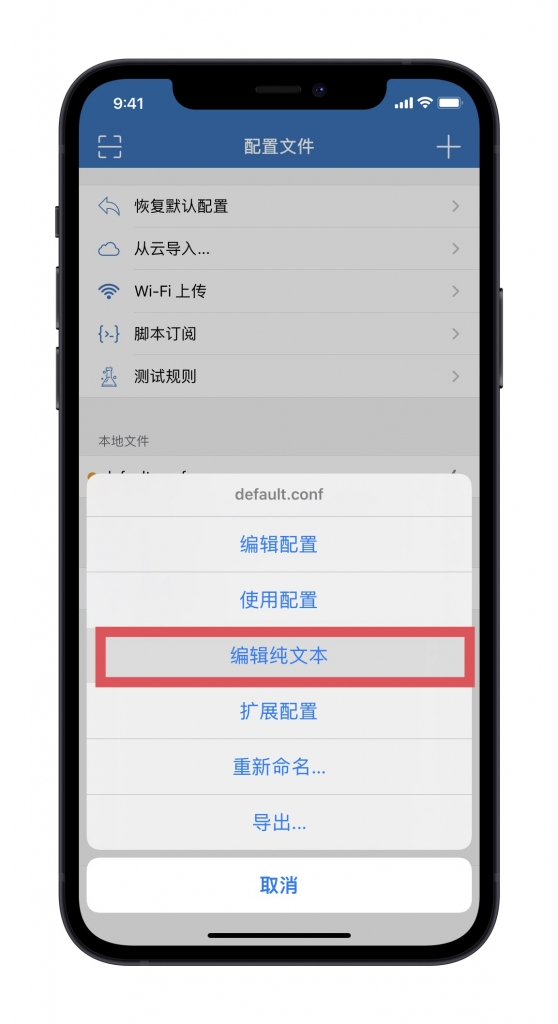 9:41
配置文件
恢复默认配置
从云导入...
Wi-Fi 上传
脚本订阅
测试规则
本地文件
default.conf
编辑配置
使用配置
编辑纯文本
扩展配置
重新命名...
导出...
取消